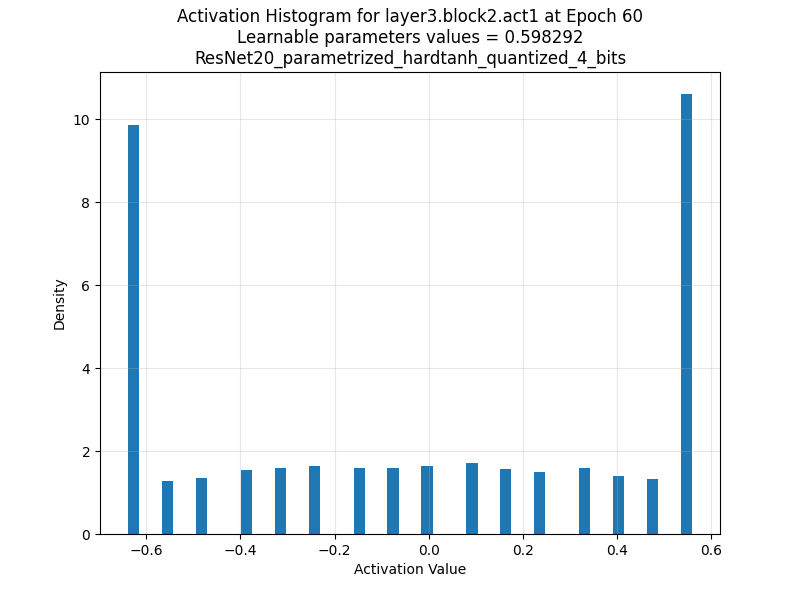 Activation Histogram for layer3.block2.act1 at Epoch 60
Learnable parameters values = 0.598292
ResNet20_parametrized_hardtanh_quantized_4_bits
10
8
6
4
2
0
Density
−0.6 −0.4 −0.2 0.0 0.2 0.4 0.6
Activation Value